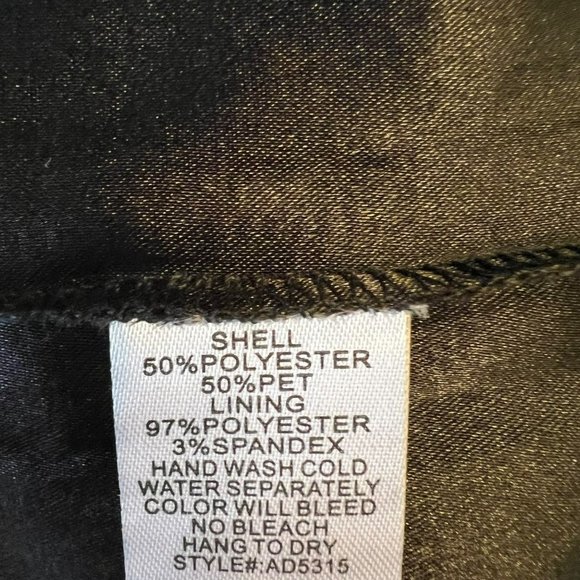 SHELL
50%POLYESTER
50%PET
LINING
97%POLYESTER
3%SPANDEX
HAND WASH COLD
WATER SEPARATELY
COLOR WILL BLEED
NO BLEACH
HANG TO DRY
STYLE#:AD5315